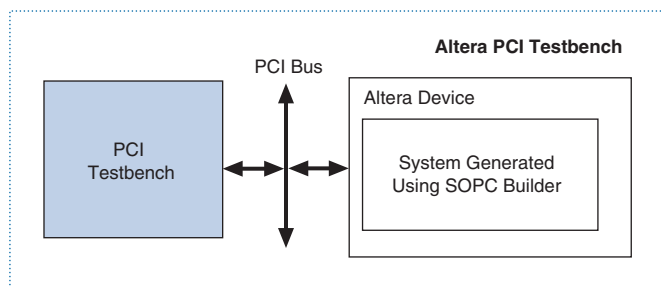 Altera PCI Testbench
PCI Bus
Altera Device
PCI
Testbench
System Generated
Using SOPC Builder